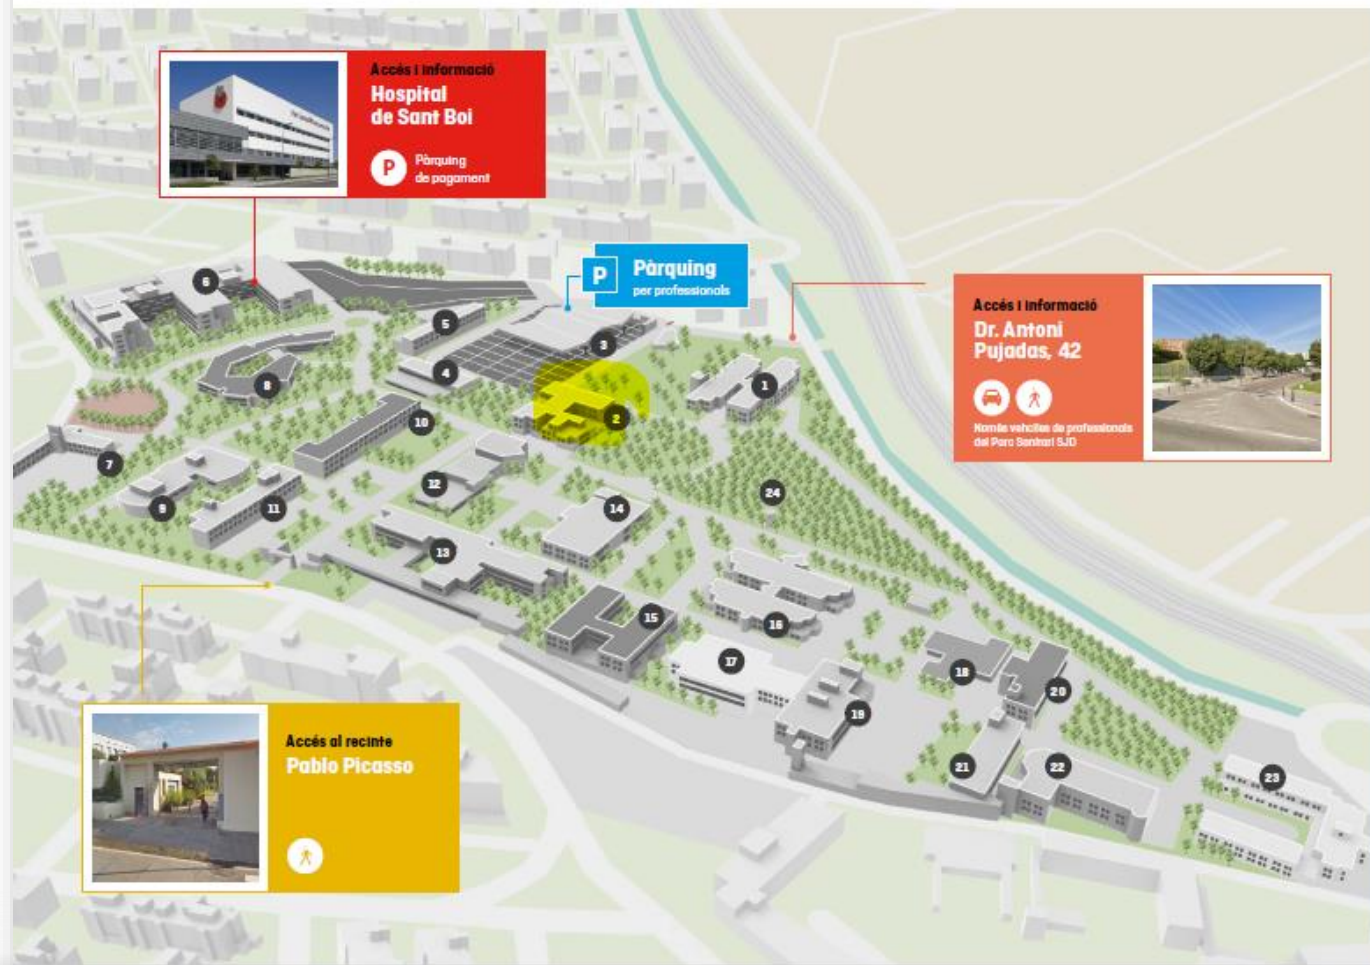 Accés i informació
Hospital
de Sant Boi
P
Pàrquing
de pagament
P
Pàrquing
per professionals
Accés i informació
Dr. Antoni
Pujadas, 42
Només vehicles de professionals
del Parc Sanitari SJD
Accés al recinte
Pablo Picasso
6
5
3
4
8
1
2
10
7
12
24
9
11
14
13
15
16
17
18
20
19
21
22
23